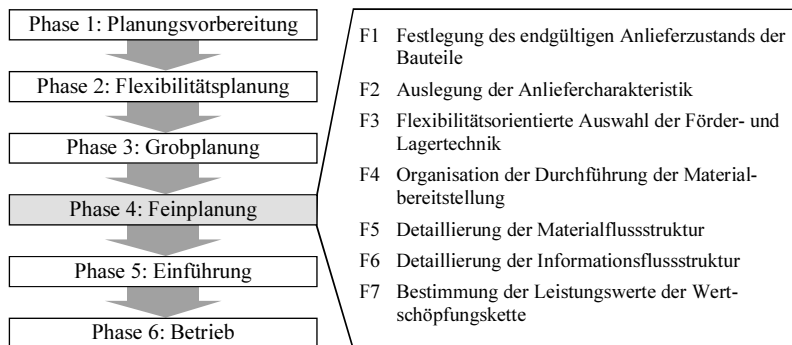 Phase 1: Planungsvorbereitung
Phase 2: Flexibilitätsplanung
Phase 3: Grobplanung
Phase 4: Feinplanung
Phase 5: Einführung
Phase 6: Betrieb
F1 Festlegung des endgültigen Anlieferzustands der
Bauteile
F2 Auslegung der Anliefercharakteristik
F3 Flexibilitätsorientierte Auswahl der Förder- und
Lagertechnik
F4 Organisation der Durchführung der Material-
bereitstellung
F5 Detaillierung der Materialflussstruktur
F6 Detaillierung der Informationsflussstruktur
F7 Bestimmung der Leistungswerte der Wert-
schöpfungskette